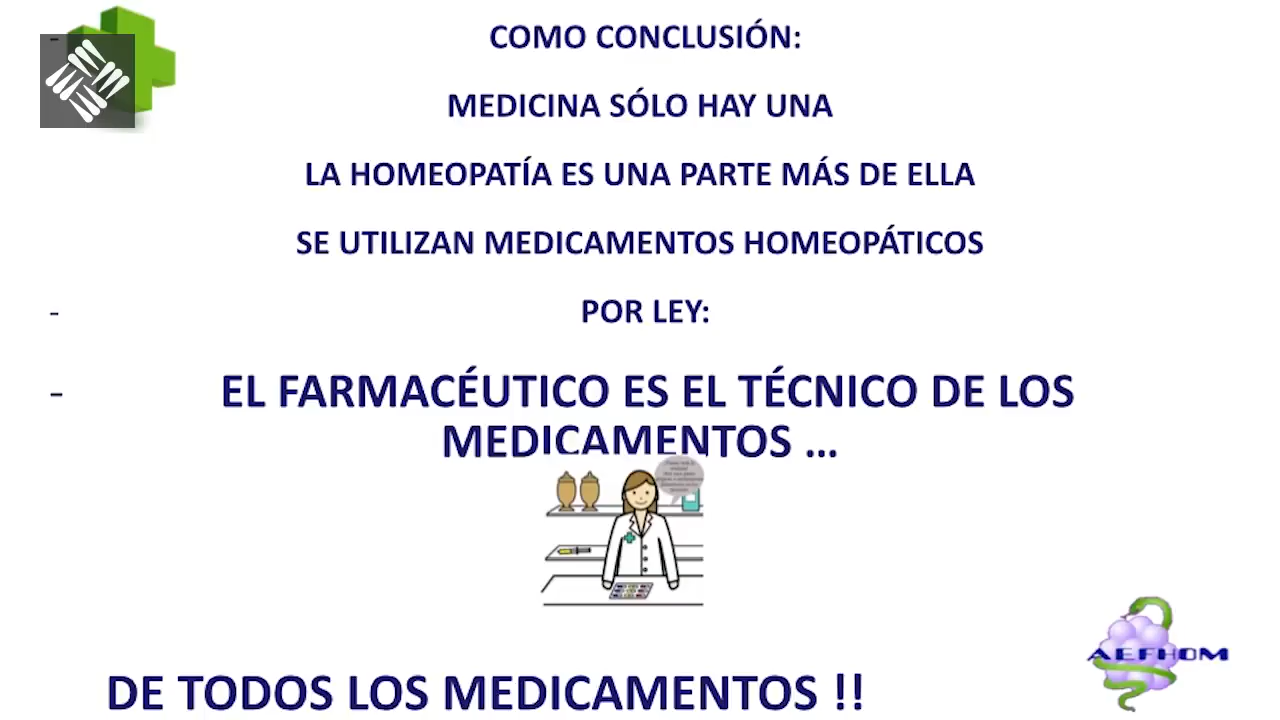 - COMO CONCLUSIÓN:
MEDICINA SÓLO HAY UNA
LA HOMEOPATÍA ES UNA PARTE MÁS DE ELLA
SE UTILIZAN MEDICAMENTOS HOMEOPÁTICOS
- POR LEY:
- EL FARMACÉUTICO ES EL TÉCNICO DE LOS
MEDICAMENTOS ...
DE TODOS LOS MEDICAMENTOS !!
AEFHOM